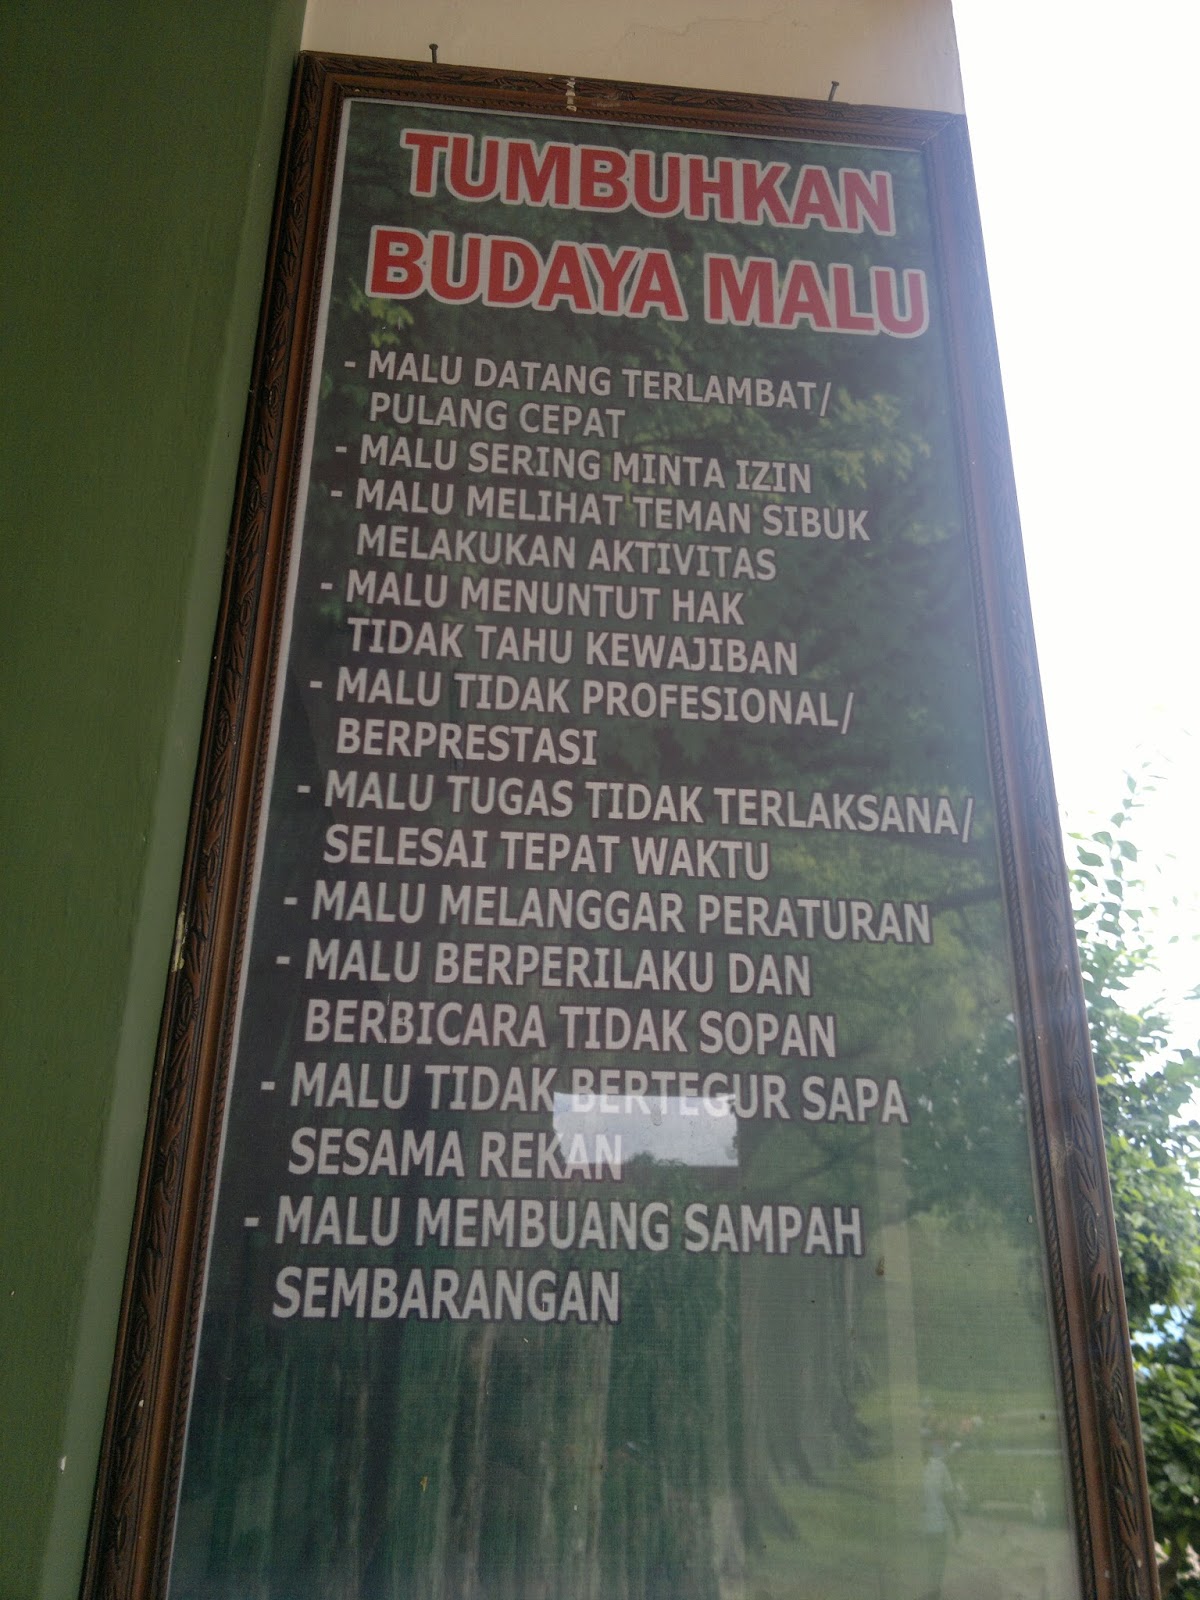 TUMBUHKAN
BUDAYA MALU
- MALU DATANG TERLAMBAT/
PULANG CEPAT
- MALU SERING MINTA IZIN
- MALU MELIHAT TEMAN SIBUK
MELAKUKAN AKTIVITAS
- MALU MENUNTUT HAK
TIDAK TAHU KEWAJIBAN
- MALU TIDAK PROFESIONAL/
BERPRESTASI
- MALU TUGAS TIDAK TERLAKSANA/
SELESAI TEPAT WAKTU
- MALU MELANGGAR PERATURAN
- MALU BERPERILAKU DAN
BERBICARA TIDAK SOPAN
- MALU TIDAK BERTEGUR SAPA
SESAMA REKAN
- MALU MEMBUANG SAMPAH
SEMBARANGAN